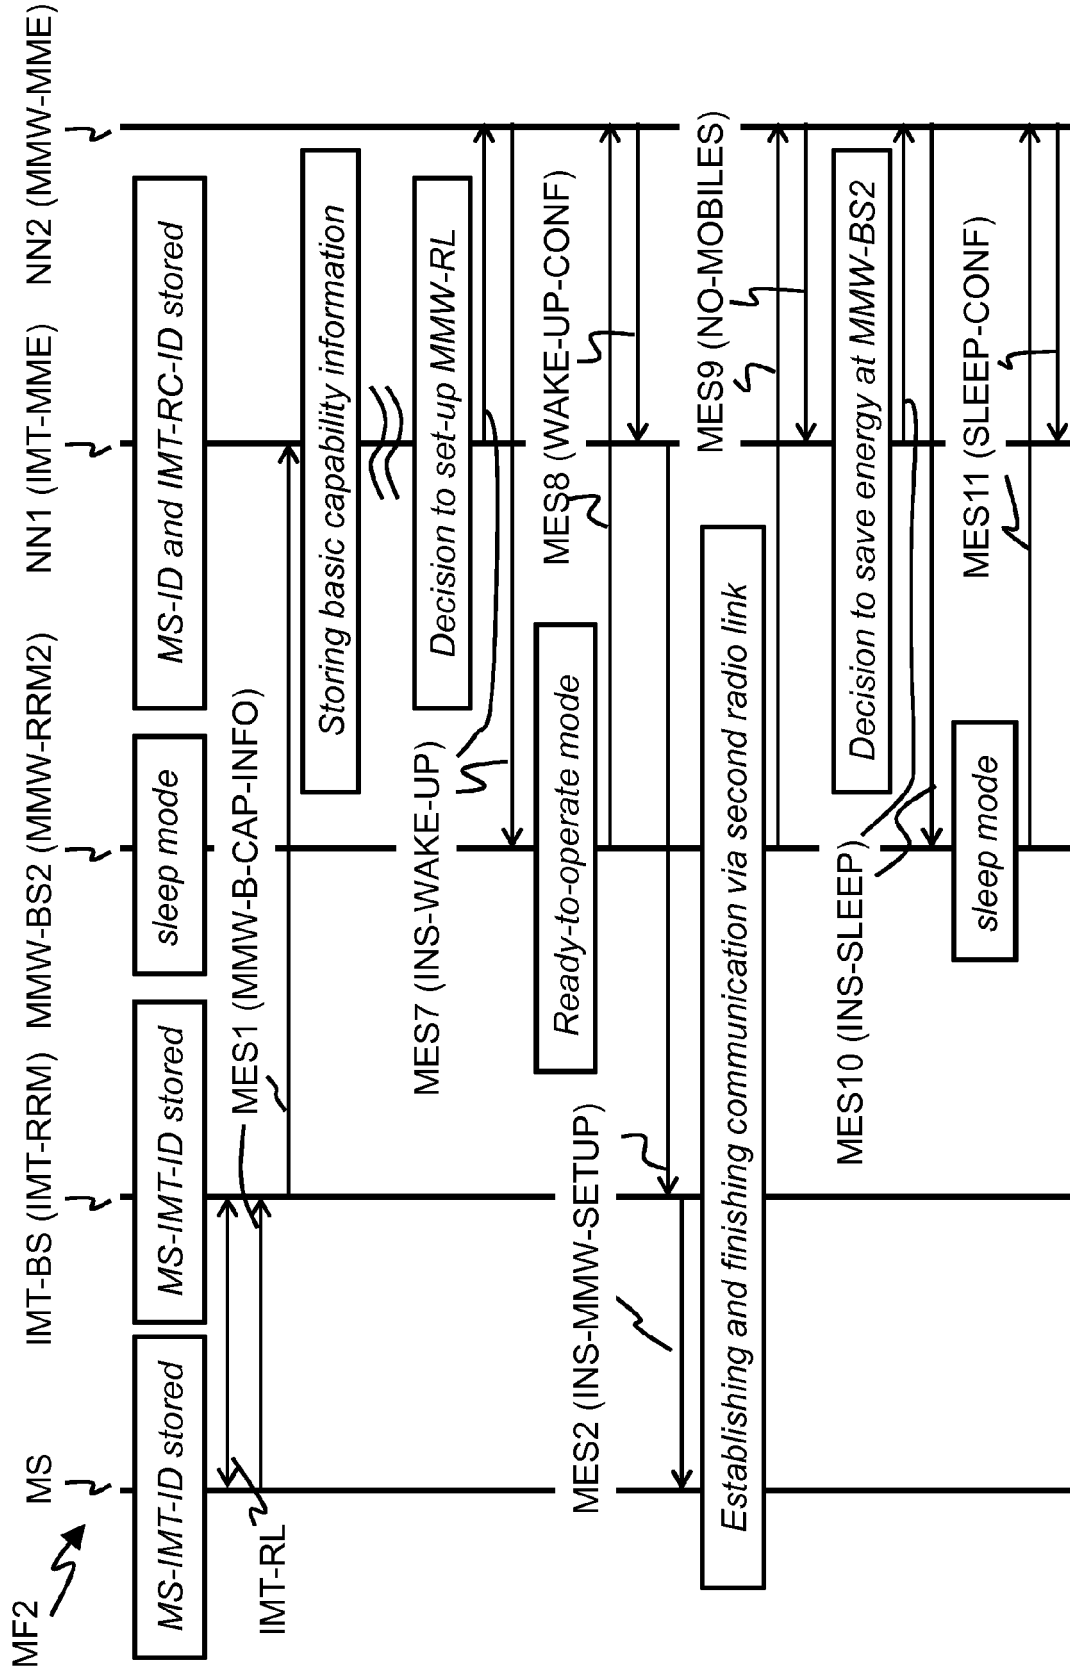 MF2
MS
IMT-BS (IMT-RRM)
MMW-BS2 (MMW-RRM2)
NN1 (IMT-MME)
NN2 (MMW-MME)
MS-IMT-ID stored
MS-IMT-ID stored
sleep mode
MS-ID and IMT-RC-ID stored
IMT-RL
MES1 (MMW-B-CAP-INFO)
Storing basic capability information
Decision to set-up MMW-RL
MES7 (INS-WAKE-UP)
Ready-to-operate mode
MES8 (WAKE-UP-CONF)
MES2 (INS-MMW-SETUP)
Establishing and finishing communication via second radio link
MES9 (NO-MOBILES)
Decision to save energy at MMW-BS2
MES10 (INS-SLEEP)
sleep mode
MES11 (SLEEP-CONF)